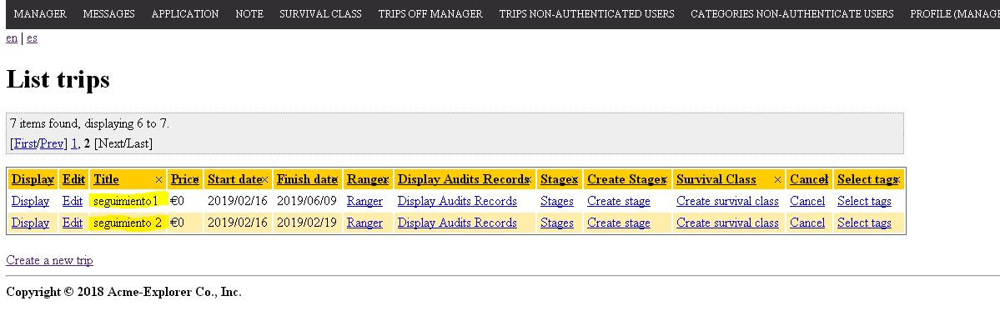 MANAGER MESSAGES APPLICATION NOTE SURVIVAL CLASS TRIPS OFF MANAGER TRIPS NON-AUTHENTICATED USERS CATEGORIES NON-AUTHENTICATE USERS PROFILE (MANAGE
en | es
List trips
7 items found, displaying 6 to 7.
[First/Prev] 1, 2 [Next/Last]
Display Edit Title Price Start date Finish date Ranger Display Audits Records Stages Create Stages Survival Class Cancel Select tags
Display Edit seguimiento1 €0 2019/02/16 2019/06/09 Ranger Display Audits Records Stages Create stage Create survival class Cancel Select tags
Display Edit seguimiento 2 €0 2019/02/16 2019/02/19 Ranger Display Audits Records Stages Create stage Create survival class Cancel Select tags
Create a new trip
Copyright © 2018 Acme-Explorer Co., Inc.